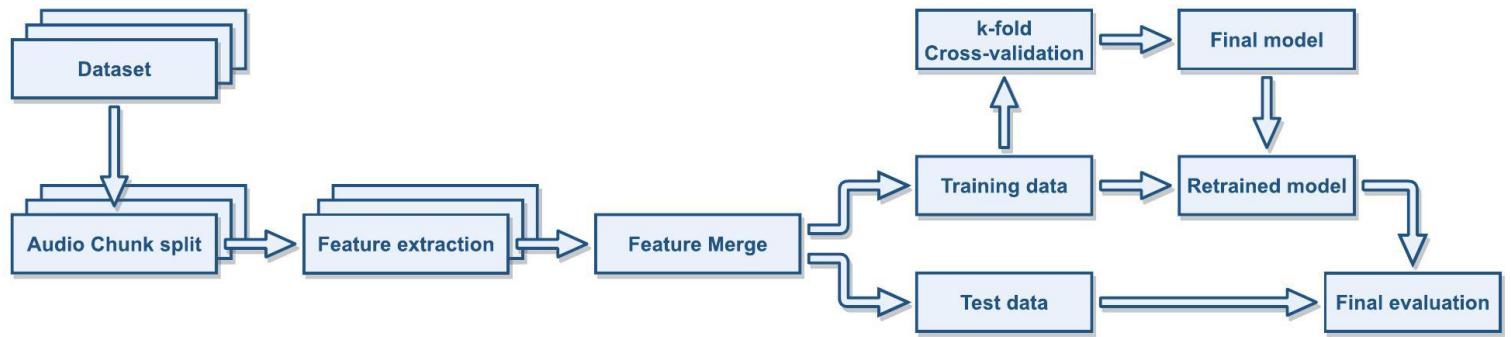 Dataset
Audio Chunk split
Feature extraction
Feature Merge
k-fold
Cross-validation
Final model
Training data
Retrained model
Test data
Final evaluation